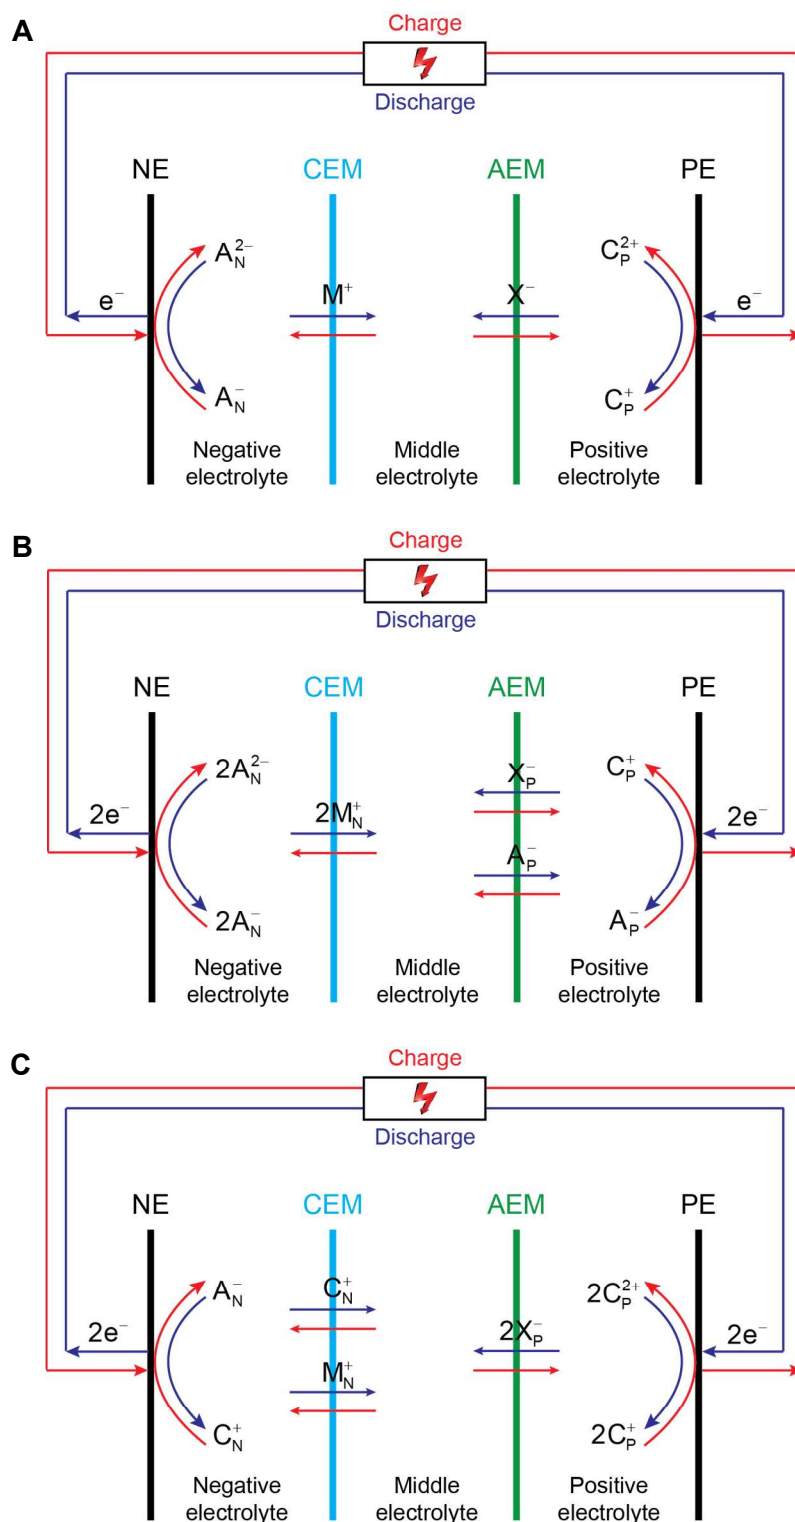 A
Charge
Discharge
NE CEM AEM PE
A_N^{2−} C_P^{2+}
e^− M^+ X^− e^−
A_N^− C_P^+
Negative electrolyte
Middle electrolyte
Positive electrolyte
B
Charge
Discharge
NE CEM AEM PE
2A_N^{2−} X_P^− C_P^+
2e^− 2M_N^+ 2e^−
A_P^−
2A_N^− A_P^−
Negative electrolyte
Middle electrolyte
Positive electrolyte
C
Charge
Discharge
NE CEM AEM PE
A_N^− C_N^+ 2C_P^{2+}
2e^− 2X_P^− 2e^−
M_N^+
C_N^+ 2C_P^+
Negative electrolyte
Middle electrolyte
Positive electrolyte